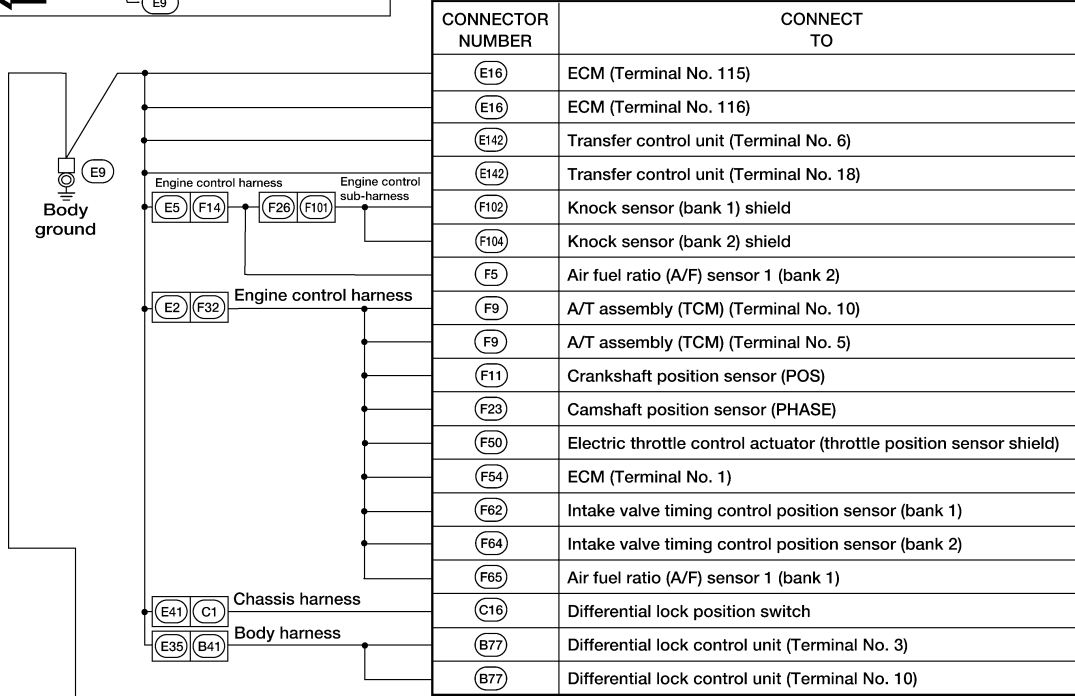 E9
CONNECTOR NUMBER
CONNECT TO
E16 ECM (Terminal No. 115)
E16 ECM (Terminal No. 116)
E142 Transfer control unit (Terminal No. 6)
E142 Transfer control unit (Terminal No. 18)
E9
Body
ground
Engine control harness
Engine control
sub-harness
E5 F14 F26 F101
F102 Knock sensor (bank 1) shield
F104 Knock sensor (bank 2) shield
F5 Air fuel ratio (A/F) sensor 1 (bank 2)
Engine control harness
E2 F32
F9 A/T assembly (TCM) (Terminal No. 10)
F9 A/T assembly (TCM) (Terminal No. 5)
F11 Crankshaft position sensor (POS)
F23 Camshaft position sensor (PHASE)
F50 Electric throttle control actuator (throttle position sensor shield)
F54 ECM (Terminal No. 1)
F62 Intake valve timing control position sensor (bank 1)
F64 Intake valve timing control position sensor (bank 2)
F65 Air fuel ratio (A/F) sensor 1 (bank 1)
Chassis harness
E41 C1
C16 Differential lock position switch
Body harness
E35 B41
B77 Differential lock control unit (Terminal No. 3)
B77 Differential lock control unit (Terminal No. 10)